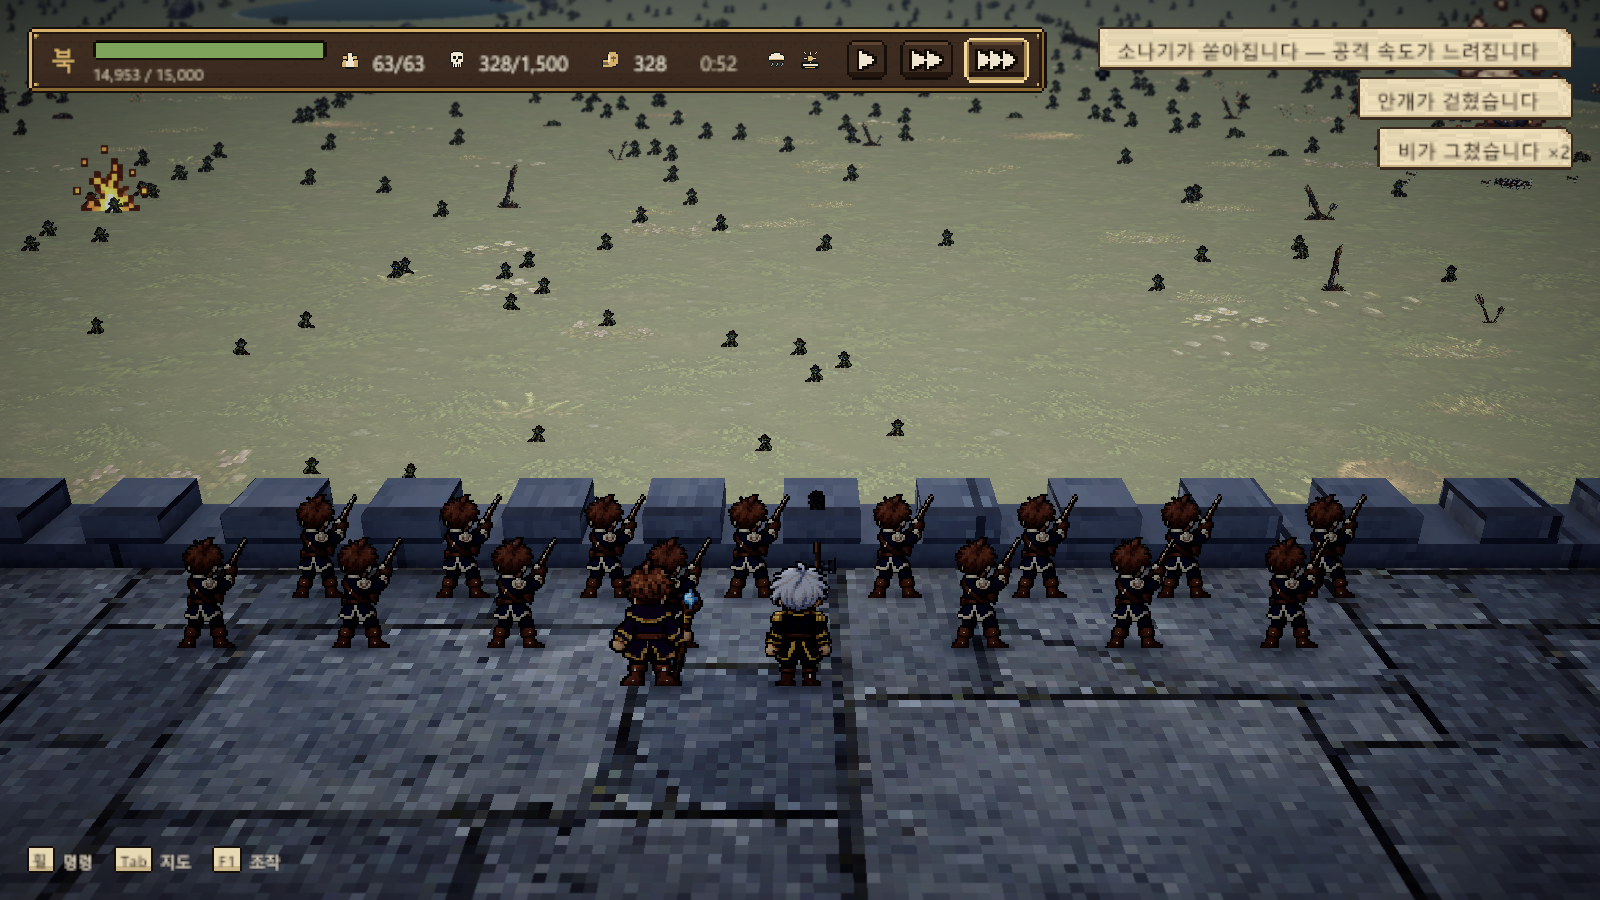 북
14,953 / 15,000
63/63
328/1,500
328
0:52
소나기가 쏟아집니다 — 공격 속도가 느려집니다
안개가 걷혔습니다
비가 그쳤습니다 ×2
휠 명령 Tab 지도 F1 조작